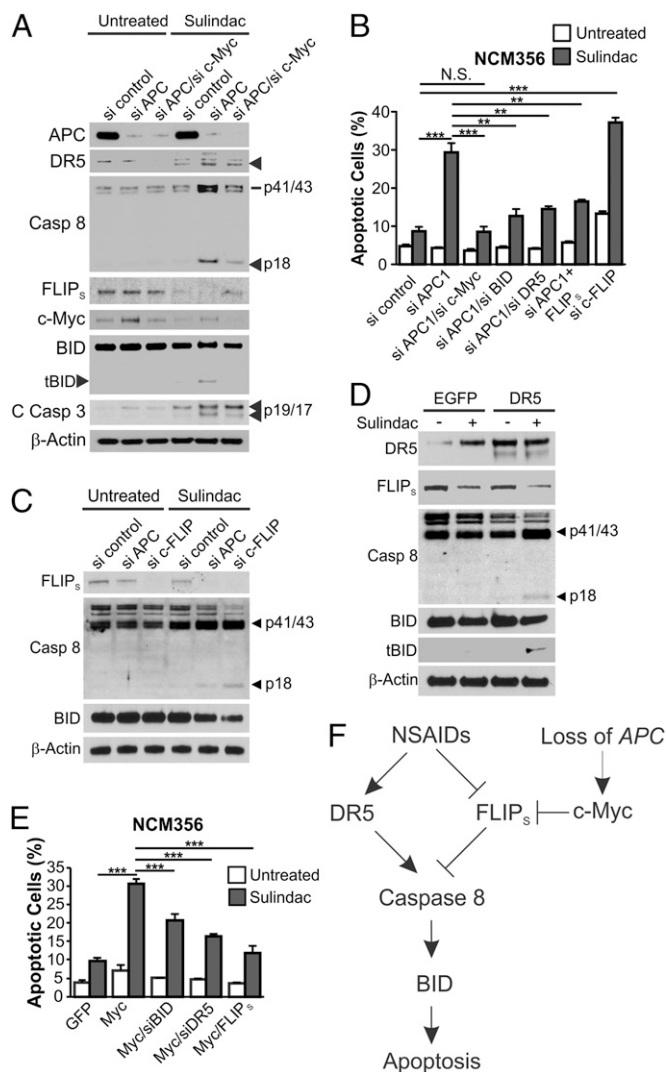 A
Untreated Sulindac
si control si APC si APC/si c-Myc si control si APC si APC/si c-Myc
APC
DR5
Casp 8
p41/43
p18
FLIPS
c-Myc
BID
tBID
C Casp 3
p19/17
β-Actin
B
Untreated
Sulindac
NCM356
N.S.
***
**
**
**
*** ***
Apoptotic Cells (%)
40
30
20
10
0
si control
si APC1
si APC1/si c-Myc
si APC1/si BID
si APC1/si DR5
si APC1+
FLIPS
si c-FLIP
C
Untreated Sulindac
si control si APC si c-FLIP si control si APC si c-FLIP
FLIPS
Casp 8
p41/43
p18
BID
β-Actin
D
EGFP DR5
Sulindac - + - +
DR5
FLIPS
Casp 8
p41/43
p18
BID
tBID
β-Actin
E
NCM356
Untreated
Sulindac
***
***
*** ***
Apoptotic Cells (%)
35
30
25
20
15
10
5
0
GFP
Myc
Myc/siBID
Myc/siDR5
Myc/FLIPS
F
NSAIDs
Loss of APC
DR5
FLIPS
c-Myc
Caspase 8
BID
Apoptosis